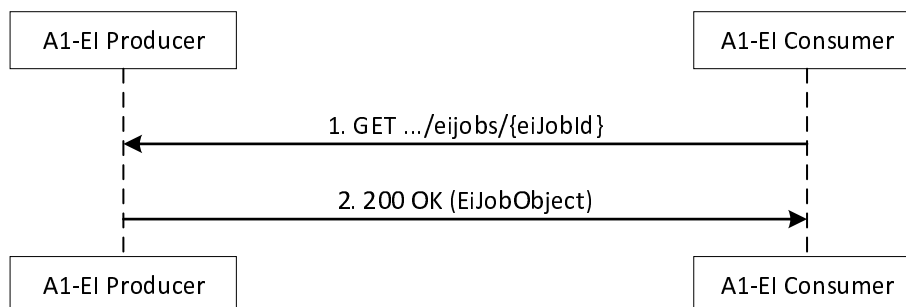 A1-EI Producer
A1-EI Consumer
1. GET .../eijobs/{eiJobId}
2. 200 OK (EiJobObject)
A1-EI Producer
A1-EI Consumer